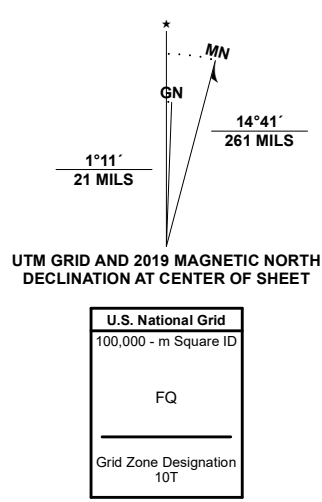 ★
MN
GN
1°11´
21 MILS
14°41´
261 MILS
UTM GRID AND 2019 MAGNETIC NORTH
DECLINATION AT CENTER OF SHEET
U.S. National Grid
100,000 - m Square ID
FQ
Grid Zone Designation
10T